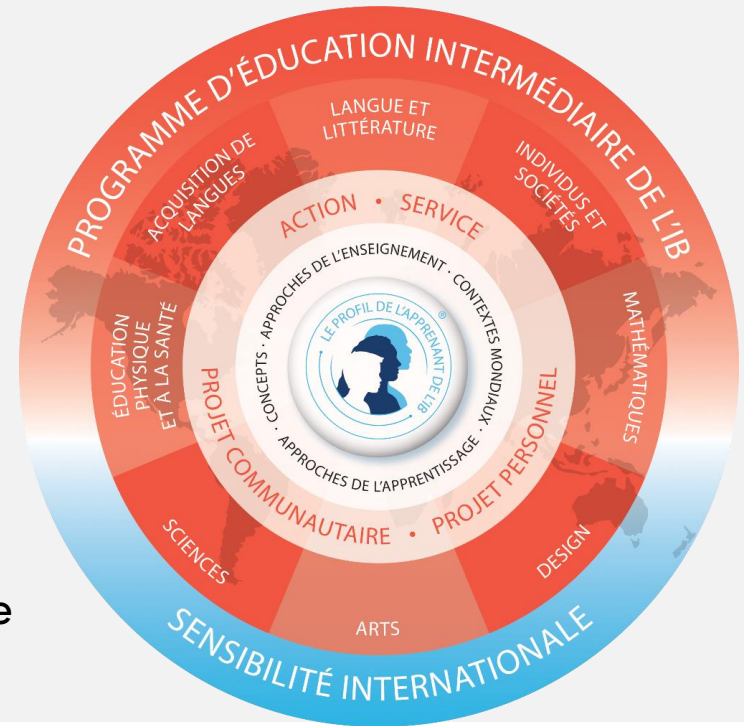 PROGRAMME D'ÉDUCATION INTERMÉDIAIRE DE L'IB
LANGUE ET
LITTÉRATURE
INDIVIDUS ET
SOCIÉTÉS
MATHÉMATIQUES
DESIGN
ARTS
SCIENCES
ÉDUCATION
PHYSIQUE
ET À LA SANTÉ
ACQUISITION DE
LANGUES
ACTION • SERVICE
PROJET COMMUNAUTAIRE • PROJET PERSONNEL
APPROCHES DE L'ENSEIGNEMENT · CONTEXTES MONDIAUX ·
APPROCHES DE L'APPRENTISSAGE · CONCEPTS ·
LE PROFIL DE L'APPRENANT DE L'IB ®
e
SENSIBILITÉ INTERNATIONALE